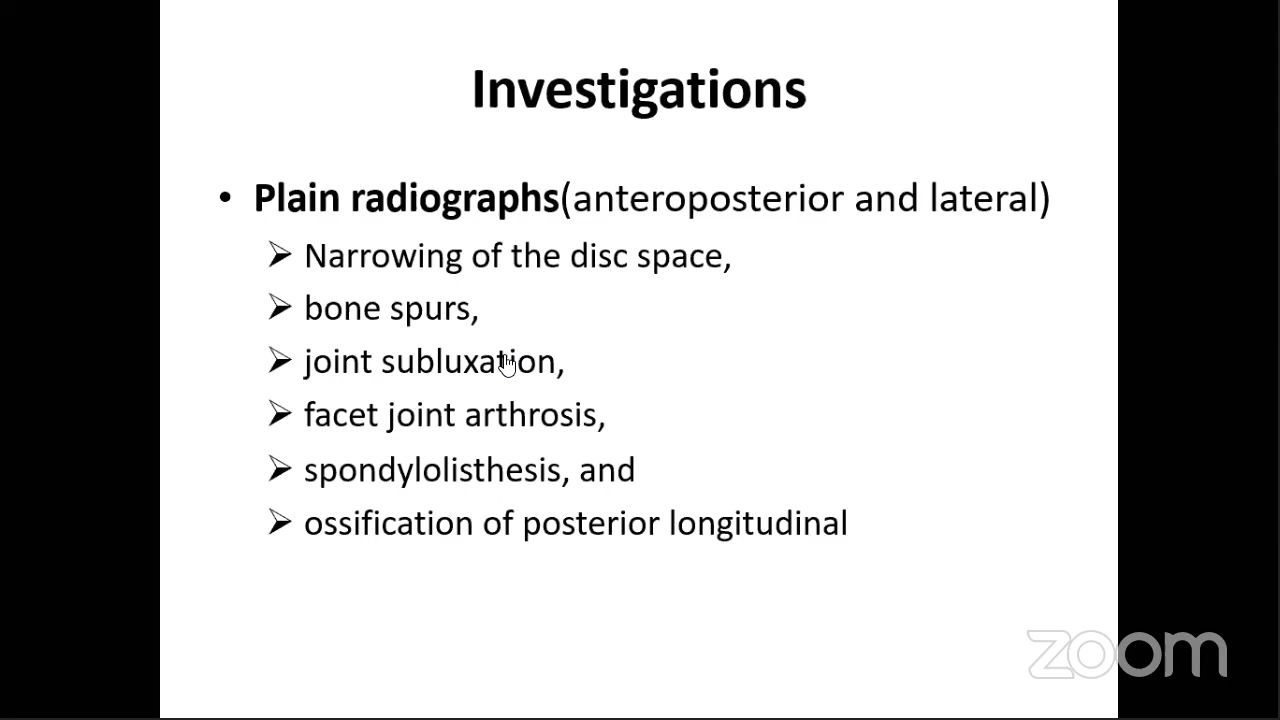 Investigations
• Plain radiographs(anteroposterior and lateral)
➢ Narrowing of the disc space,
➢ bone spurs,
➢ joint subluxation,
➢ facet joint arthrosis,
➢ spondylolisthesis, and
➢ ossification of posterior longitudinal
zoom